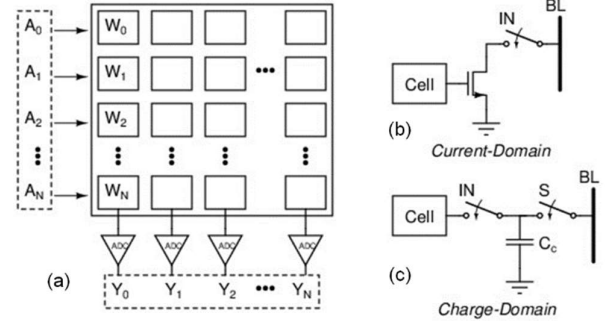 A0 W0
A1 W1
A2 W2
AN WN
ADC ADC ADC ADC
(a) Y0 Y1 Y2 YN
IN BL
Cell
(b)
Current-Domain
IN S BL
Cell
Cc
(c)
Charge-Domain